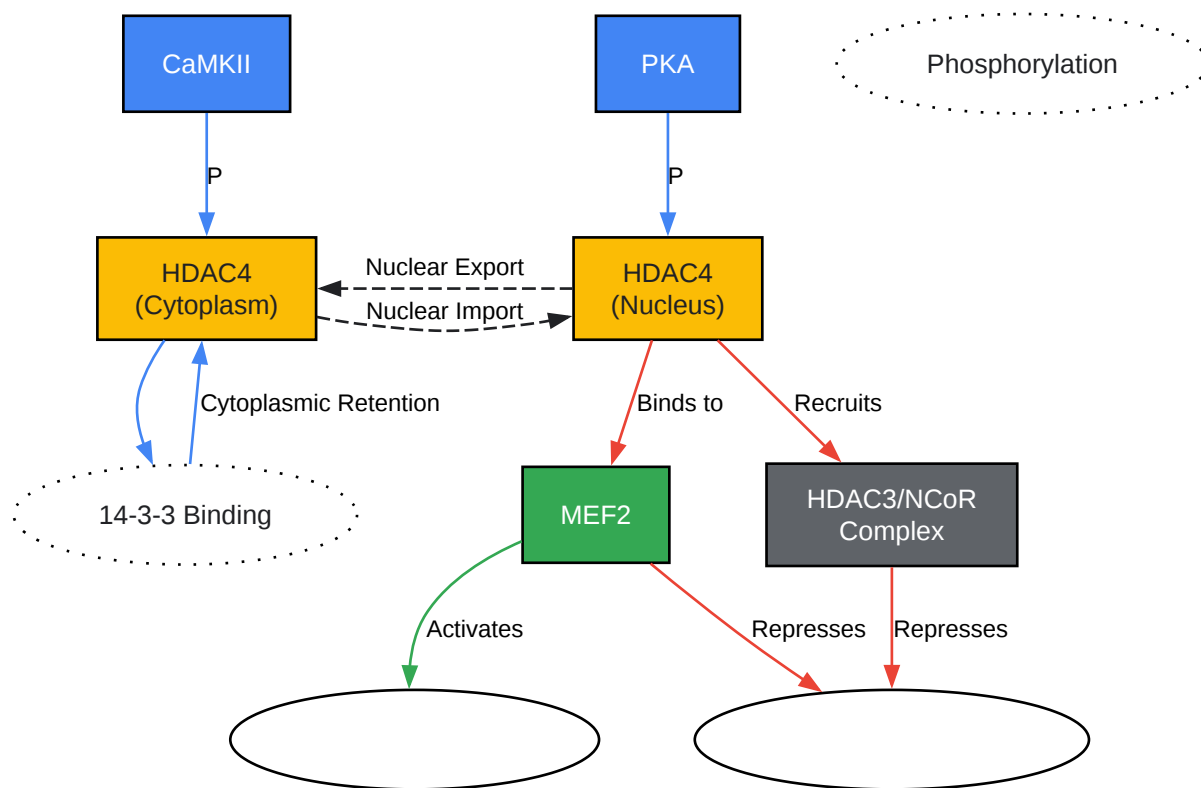 CaMKII
PKA
Phosphorylation
P
P
HDAC4
(Cytoplasm)
Nuclear Export
Nuclear Import
HDAC4
(Nucleus)
Cytoplasmic Retention
Binds to
Recruits
14-3-3 Binding
MEF2
HDAC3/NCoR
Complex
Activates
Represses
Represses